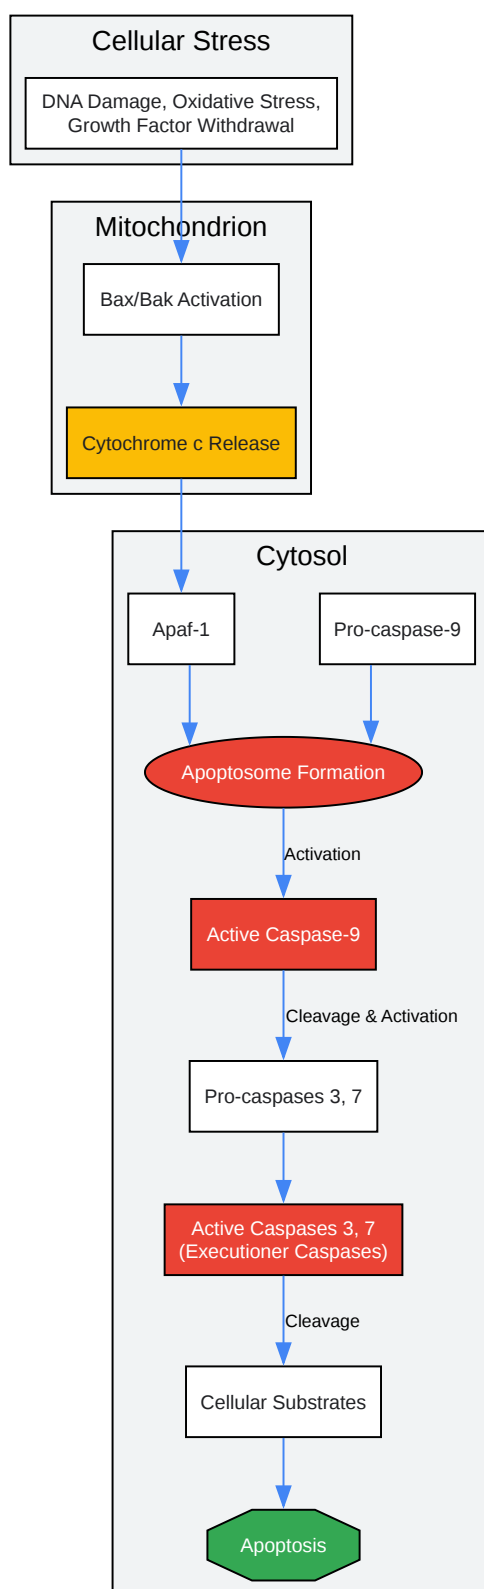 Cellular Stress
DNA Damage, Oxidative Stress,
Growth Factor Withdrawal
Mitochondrion
Bax/Bak Activation
Cytochrome c Release
Cytosol
Apaf-1
Pro-caspase-9
Apoptosome Formation
Activation
Active Caspase-9
Cleavage & Activation
Pro-caspases 3, 7
Active Caspases 3, 7
(Executioner Caspases)
Cleavage
Cellular Substrates
Apoptosis